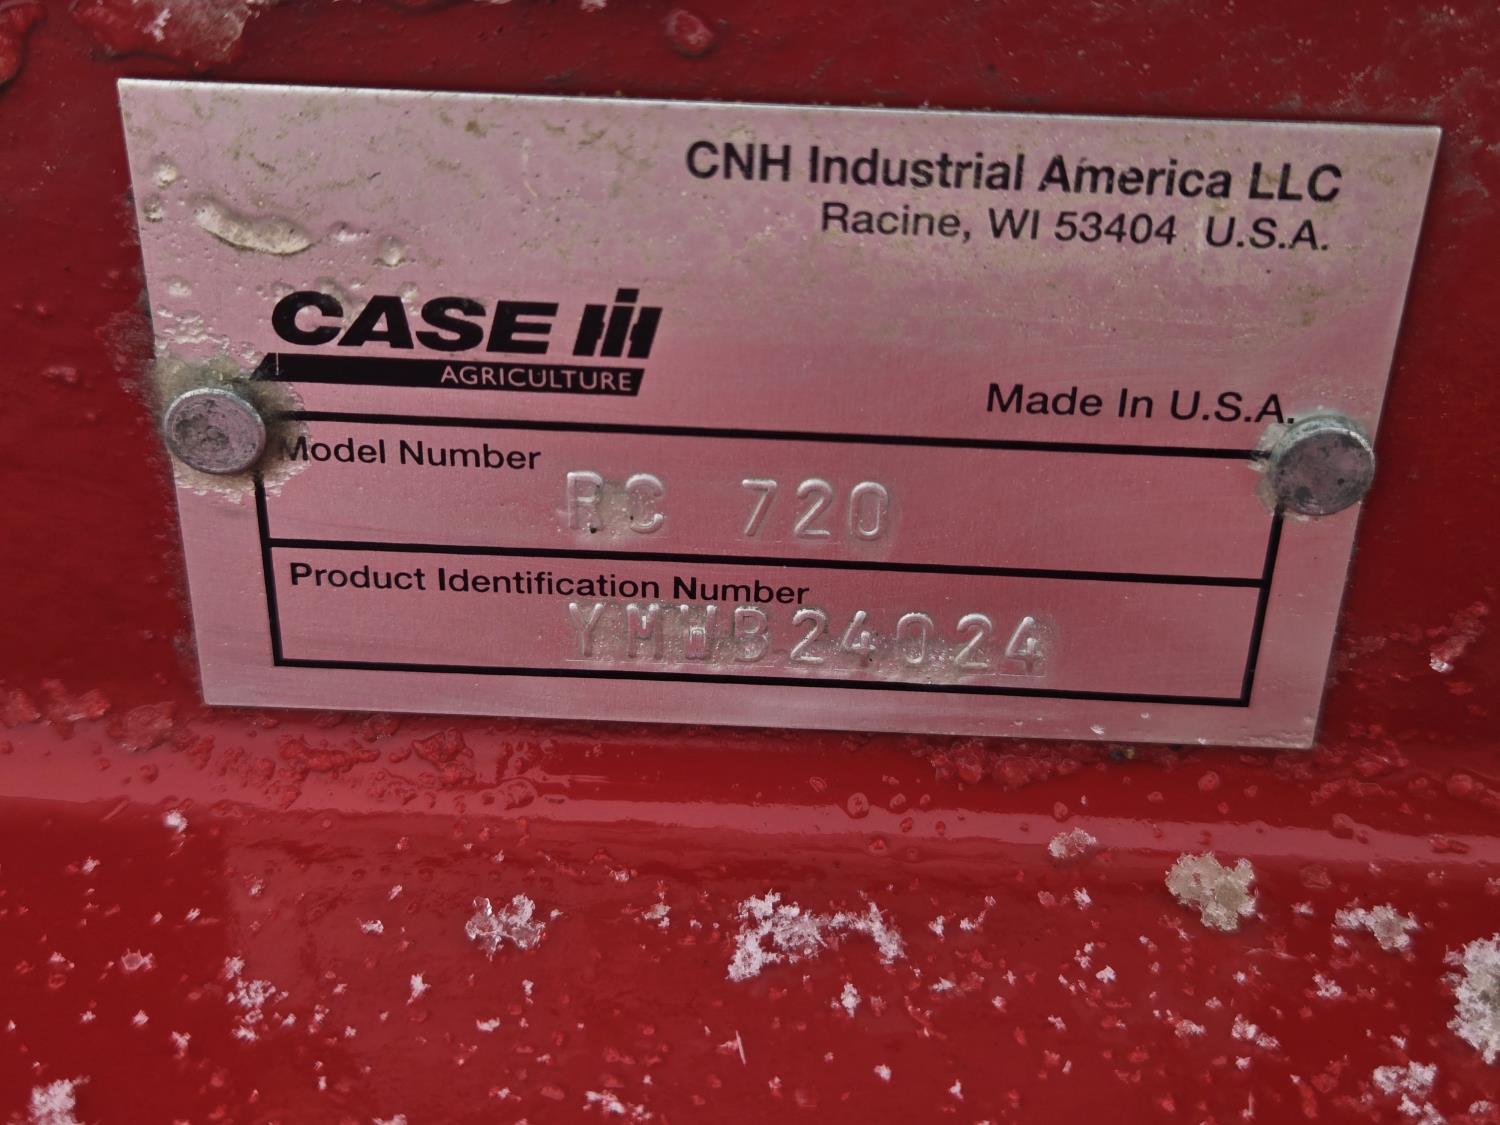 CNH Industrial America LLC
Racine, WI 53404 U.S.A.
CASE IH
AGRICULTURE
Made In U.S.A.
Model Number
RC 720
Product Identification Number
YMWB24024